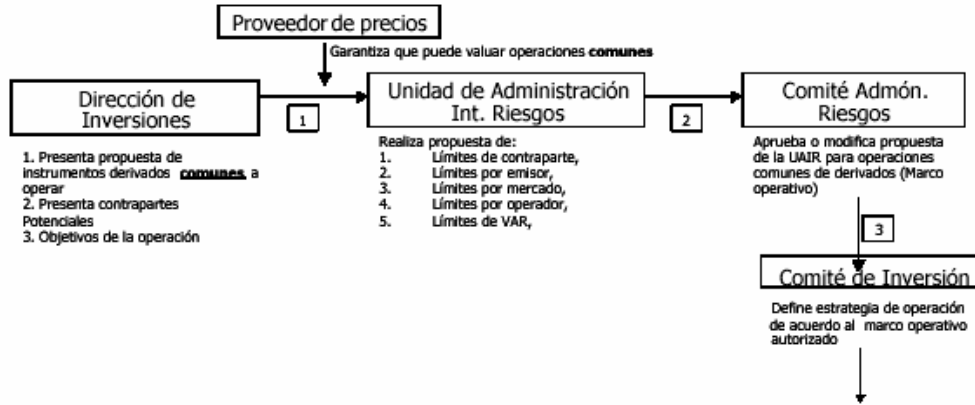 Proveedor de precios
Garantiza que puede valuar operaciones comunes
Dirección de
Inversiones
1
Unidad de Administración
Int. Riesgos
2
Comité Admón.
Riesgos
1. Presenta propuesta de
instrumentos derivados comunes a
operar
2. Presenta contrapartes
Potenciales
3. Objetivos de la operación
Realiza propuesta de:
1. Límites de contraparte,
2. Límites por emisor,
3. Límites por mercado,
4. Límites por operador,
5. Límites de VAR,
Aprueba o modifica propuesta
de la UAIR para operaciones
comunes de derivados (Marco
operativo)
3
Comité de Inversión
Define estrategia de operación
de acuerdo al marco operativo
autorizado